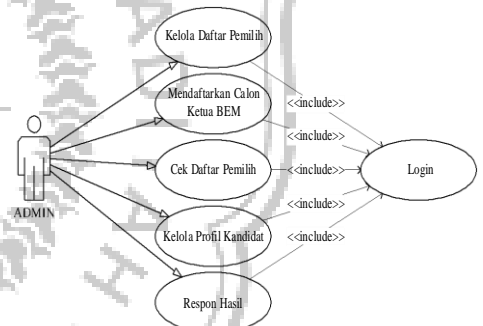 Kelola Daftar Pemilih
Mendaftarkan Calon
Ketua BEM
<<include>>
<<include>>
Cek Daftar Pemilih
<<include>>
Login
<<include>>
ADMIN
Kelola Profil Kandidat
<<include>>
Respon Hasil